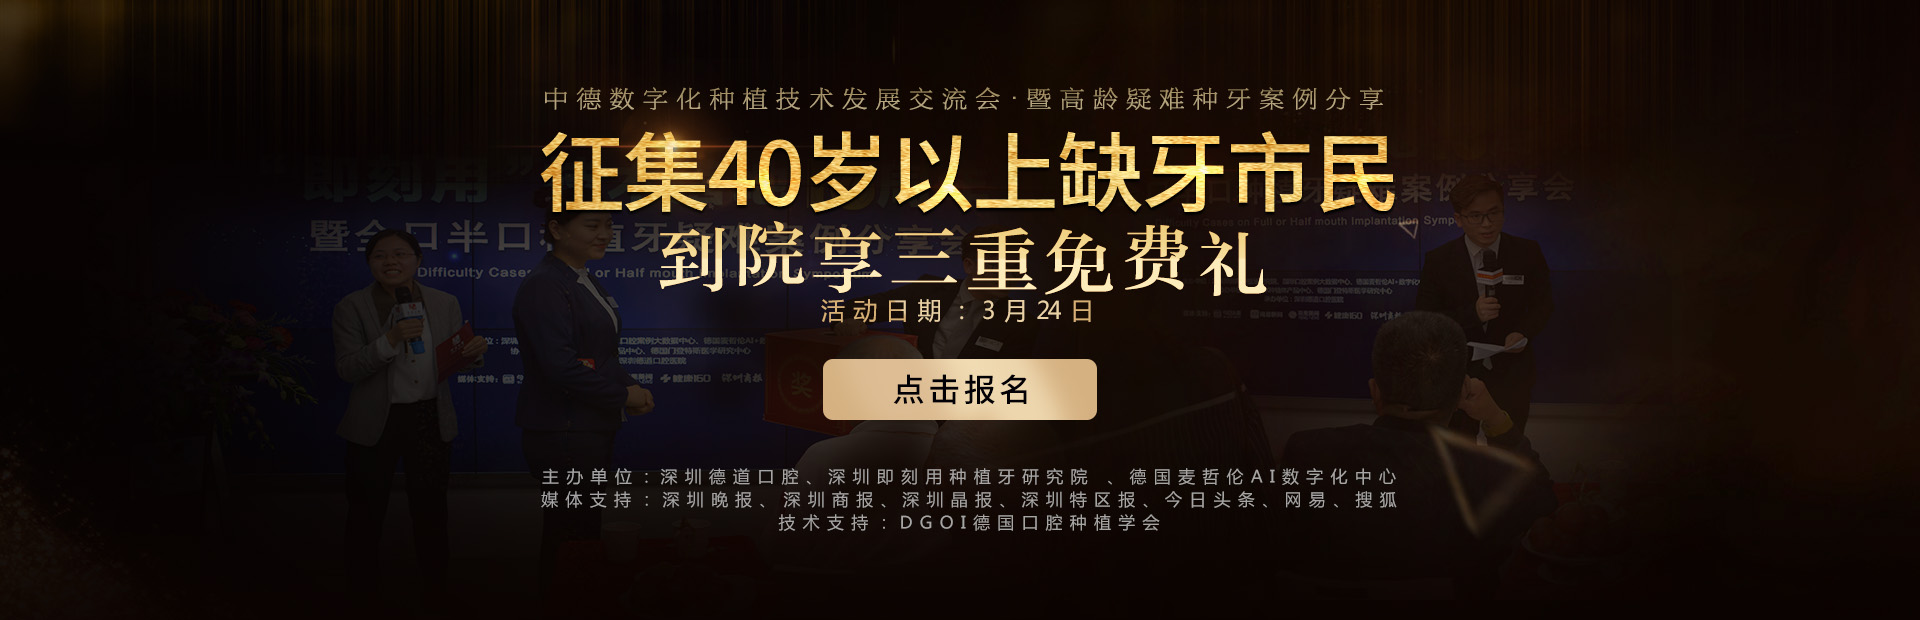 中德数字化种植技术发展交流会·暨高龄疑难种牙案例分享
征集40岁以上缺牙市民
到院享三重免费礼
活动日期：3月24日
点击报名
主办单位：深圳德道口腔、深圳即刻用种植牙研究院 、德国麦哲伦AI数字化中心
媒体支持：深圳晚报、深圳商报、深圳晶报、深圳特区报、今日头条、网易、搜狐
技术支持：DGOI德国口腔种植学会